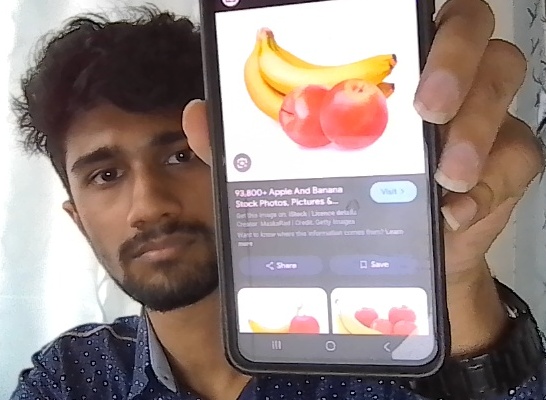 93,800+ Apple And Banana
Stock Photos, Pictures &...
Visit >
Get this image on: iStock | Licence details
Creator: MediaRad | Credit: Getty Images
Want to know where this information comes from? Learn
more
Share
Save